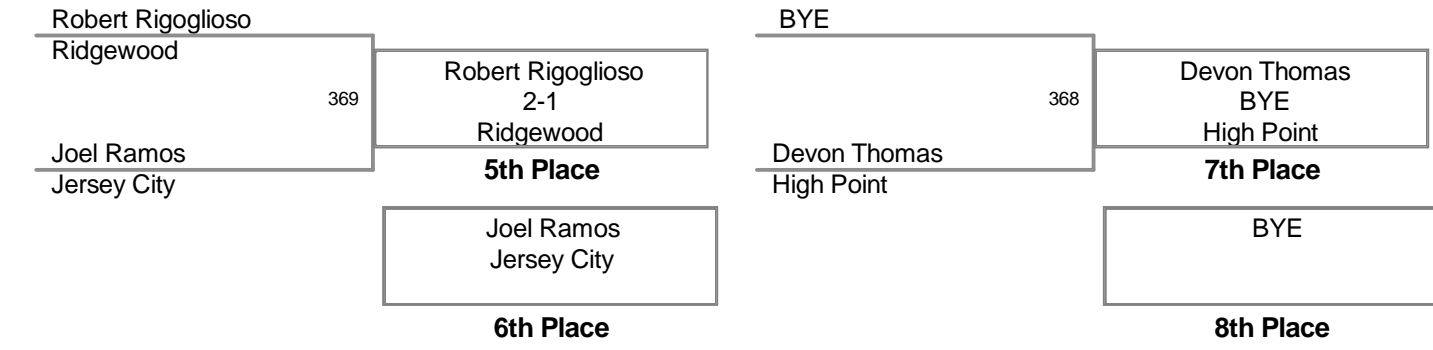 Robert Rigoglioso
Ridgewood
369
Robert Rigoglioso
2-1
Ridgewood
5th Place
Joel Ramos
Jersey City
Joel Ramos
Jersey City
6th Place
BYE
368
Devon Thomas
BYE
High Point
7th Place
Devon Thomas
High Point
BYE
8th Place